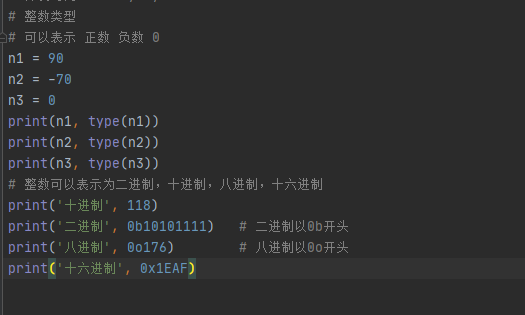 # 整数类型
# 可以表示 正数 负数 0
n1 = 90
n2 = -70
n3 = 0
print(n1, type(n1))
print(n2, type(n2))
print(n3, type(n3))
# 整数可以表示为二进制，十进制，八进制，十六进制
print('十进制', 118)
print('二进制', 0b10101111)   # 二进制以0b开头
print('八进制', 0o176)        # 八进制以0o开头
print('十六进制', 0x1EAF)